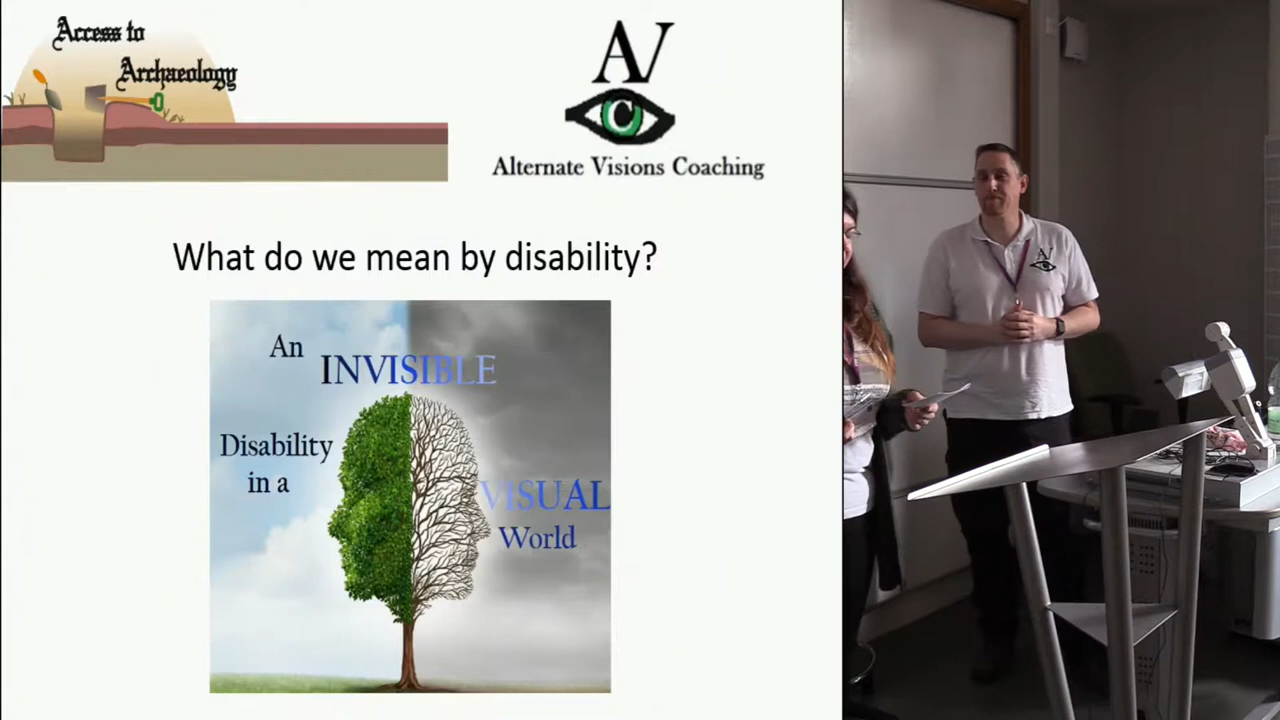 Access to
Archaeology
AV
C
Alternate Visions Coaching
What do we mean by disability?
An INVISIBLE
Disability
in a
VISUAL
World
AV